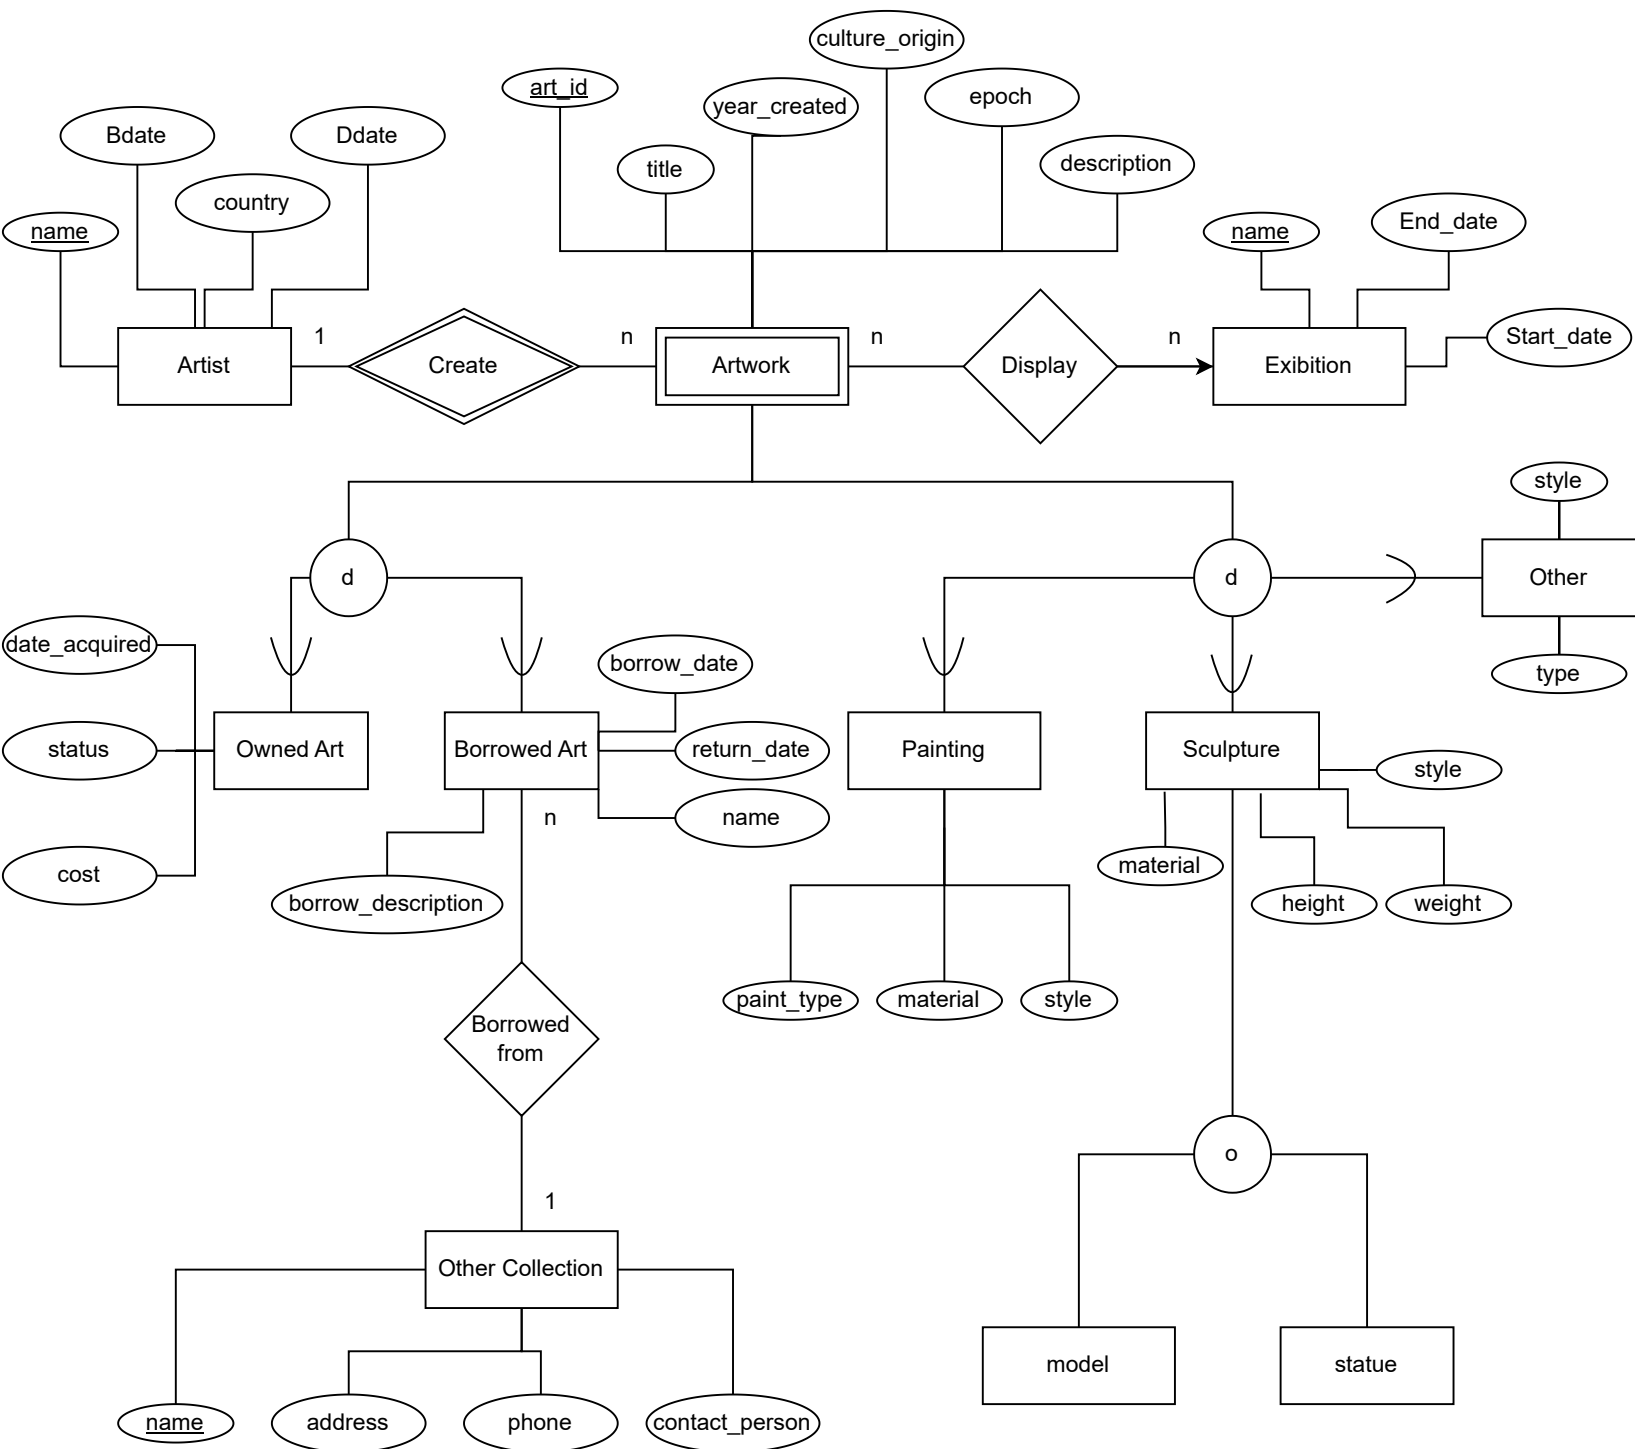 culture_origin
art_id
epoch
year_created
Bdate
Ddate
description
title
country
name
name
End_date
1
n
n
n
Start_date
Artist
Create
Artwork
Display
Exibition
style
d
d
Other
date_acquired
borrow_date
type
status
Owned Art
Borrowed Art
return_date
Painting
Sculpture
style
n
name
material
cost
borrow_description
height
weight
paint_type
material
style
Borrowed
from
o
1
Other Collection
model
statue
name
address
phone
contact_person